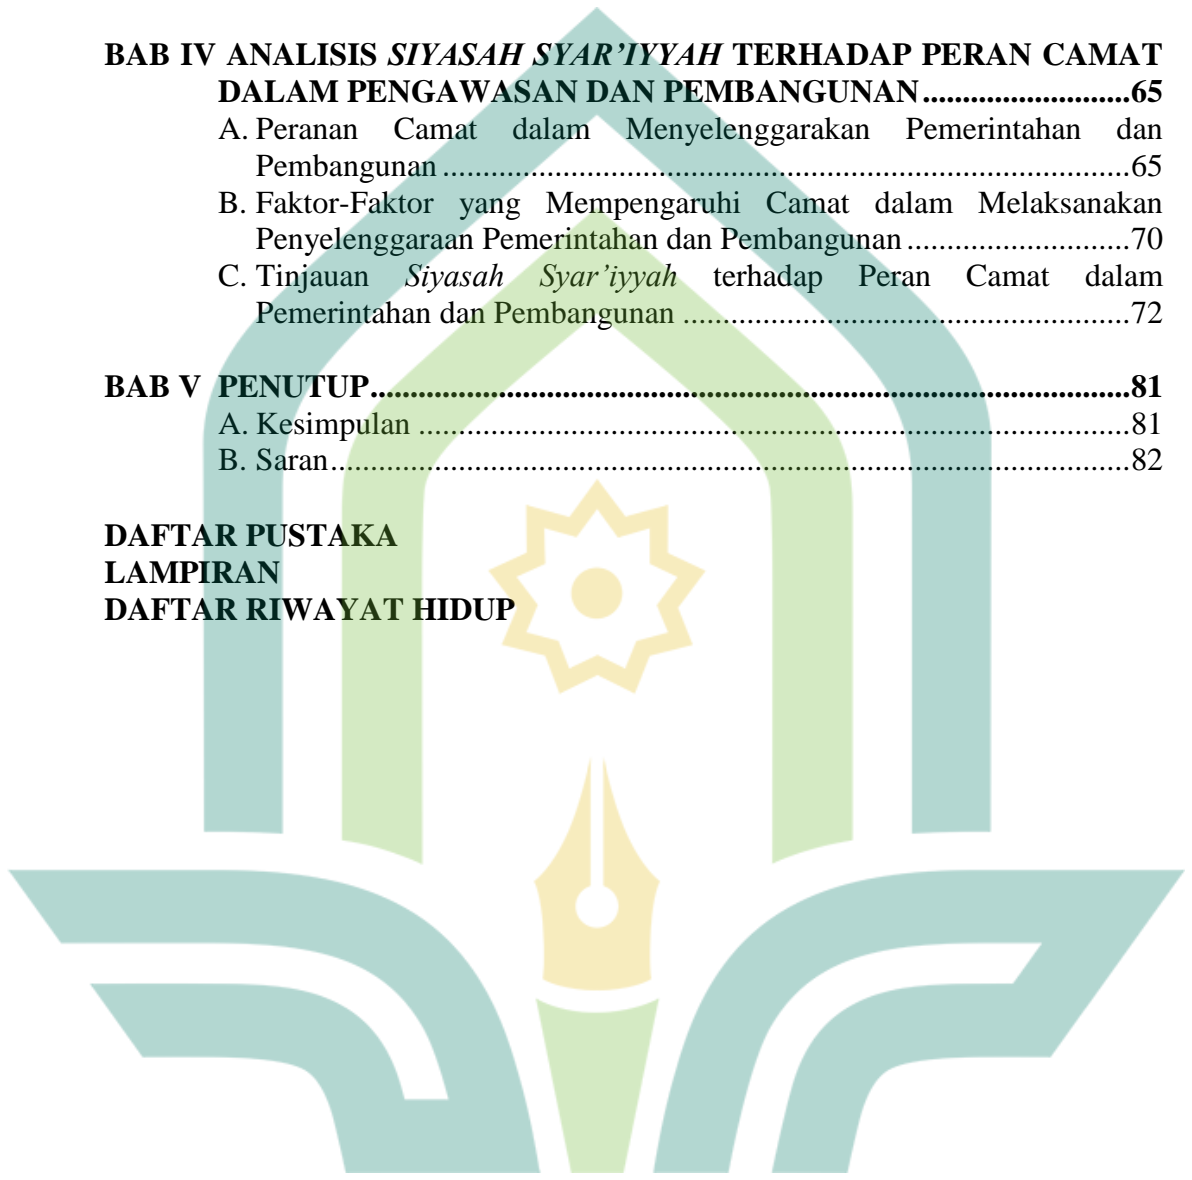 BAB IV ANALISIS SIYASAH SYAR’IYYAH TERHADAP PERAN CAMAT
DALAM PENGAWASAN DAN PEMBANGUNAN..........................65
A. Peranan Camat dalam Menyelenggarakan Pemerintahan dan
Pembangunan.......................................................................................65
B. Faktor-Faktor yang Mempengaruhi Camat dalam Melaksanakan
Penyelenggaraan Pemerintahan dan Pembangunan............................70
C. Tinjauan Siyasah Syar’iyyah terhadap Peran Camat dalam
Pemerintahan dan Pembangunan ........................................................72
BAB V PENUTUP................................................................................................81
A. Kesimpulan ..........................................................................................81
B. Saran.....................................................................................................82
DAFTAR PUSTAKA
LAMPIRAN
DAFTAR RIWAYAT HIDUP